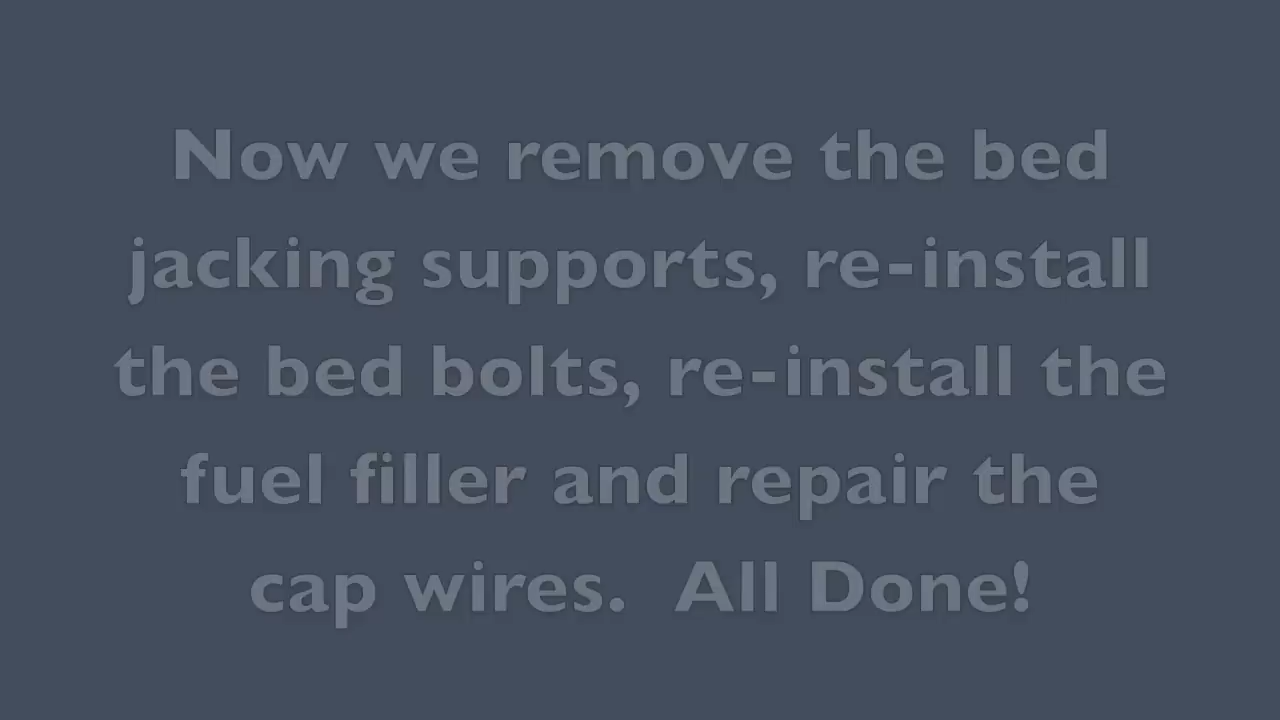 Now we remove the bed
jacking supports, re-install
the bed bolts, re-install the
fuel filler and repair the
cap wires.  All Done!